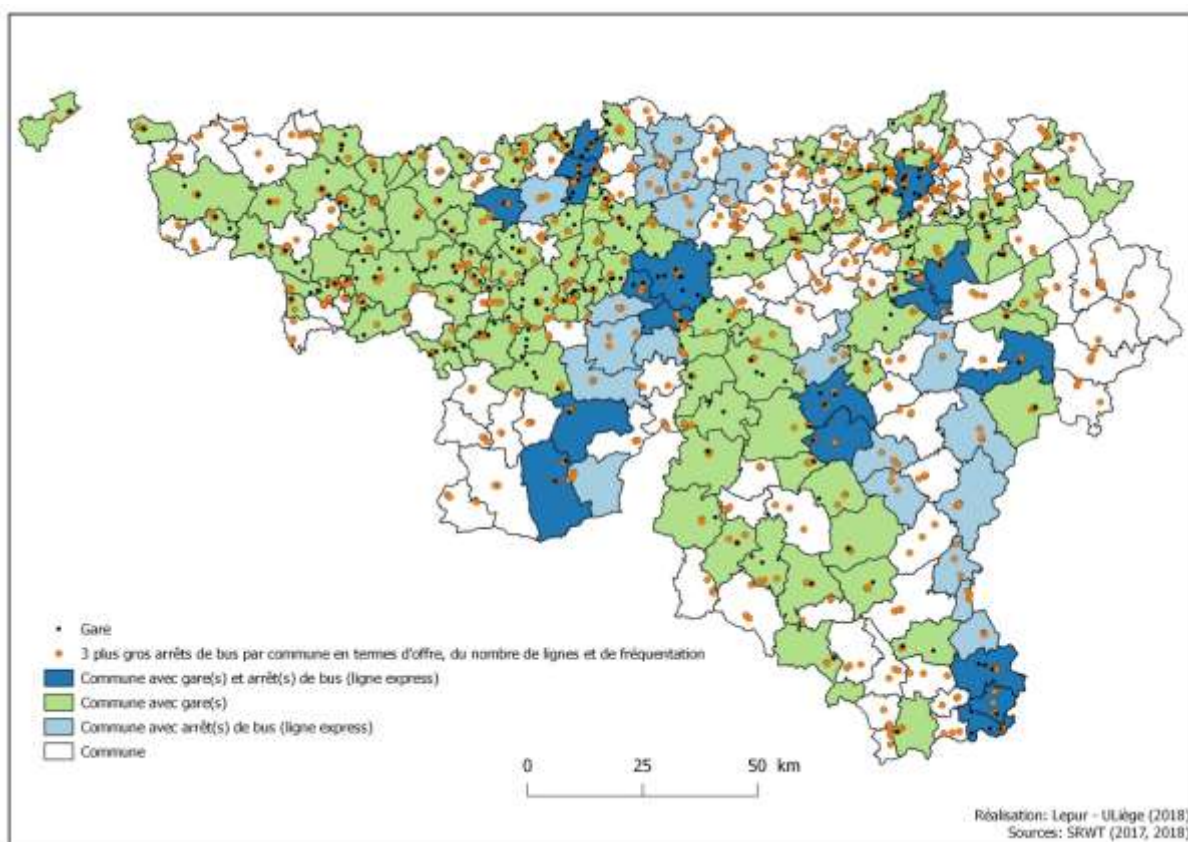 Gare
3 plus gros arrêts de bus par commune en termes d'offre, du nombre de lignes et de fréquentation
Commune avec gare(s) et arrêt(s) de bus (ligne express)
Commune avec gare(s)
Commune avec arrêt(s) de bus (ligne express)
Commune
0 25 50 km
Réalisation: Lepur - ULiège (2018)
Sources: SRWT (2017, 2018)